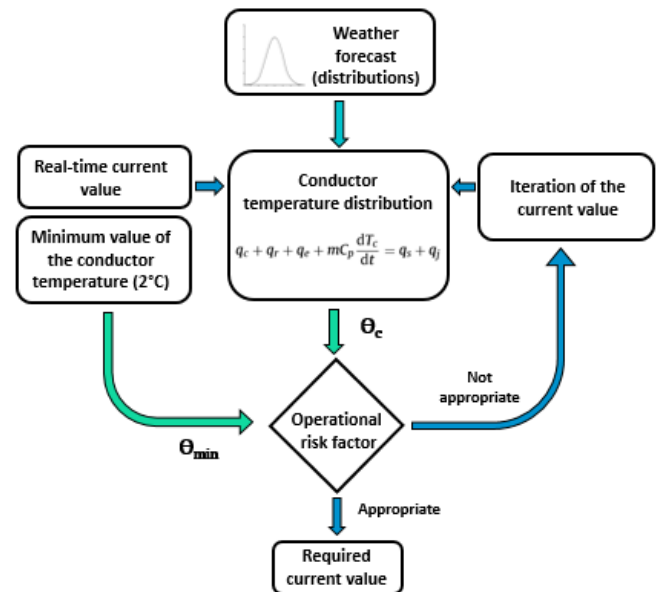 Weather
forecast
(distributions)
Real-time current
value
Conductor
temperature distribution
q_c + q_r + q_e + mC_p dT_c/dt = q_s + q_j
Iteration of the
current value
Minimum value of
the conductor
temperature (2°C)
Θ_c
Not
appropriate
Operational
risk factor
Θ_min
Appropriate
Required
current value